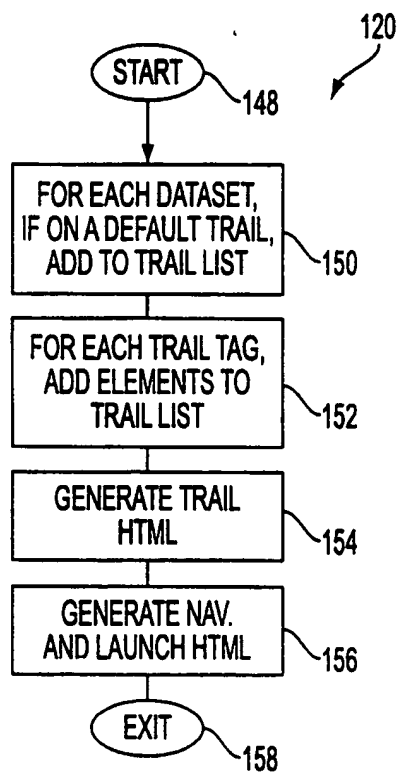 120
START
148
FOR EACH DATASET,
IF ON A DEFAULT TRAIL,
ADD TO TRAIL LIST
150
FOR EACH TRAIL TAG,
ADD ELEMENTS TO
TRAIL LIST
152
GENERATE TRAIL
HTML
154
GENERATE NAV.
AND LAUNCH HTML
156
EXIT
158